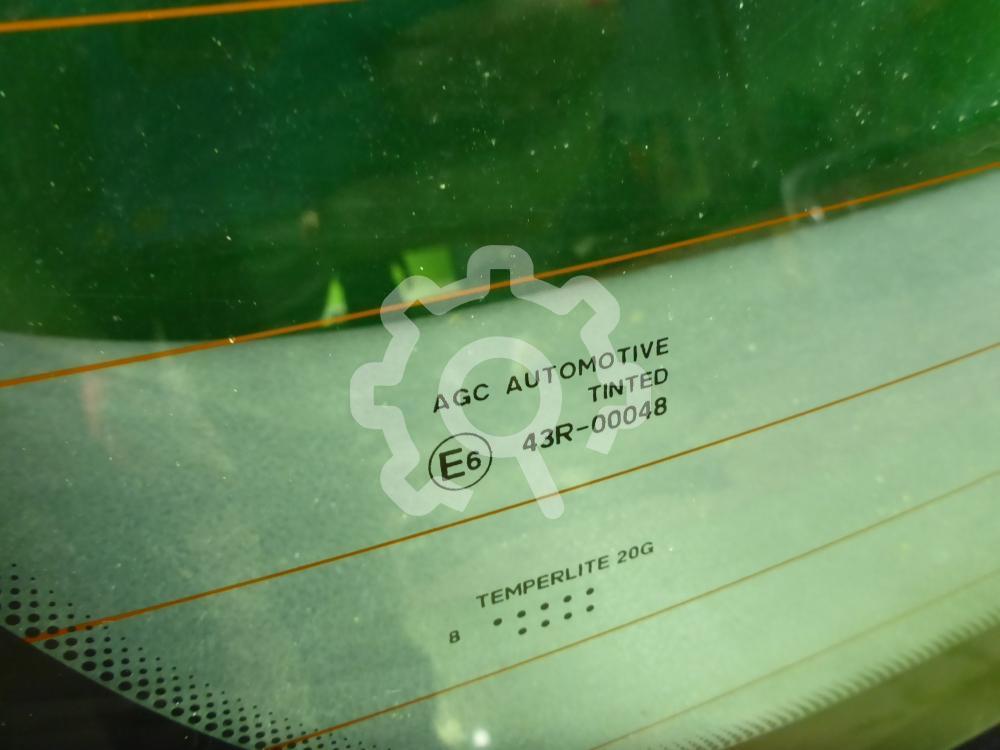 AGC AUTOMOTIVE
TINTED
E6 43R-00048
TEMPERLITE 20G
8